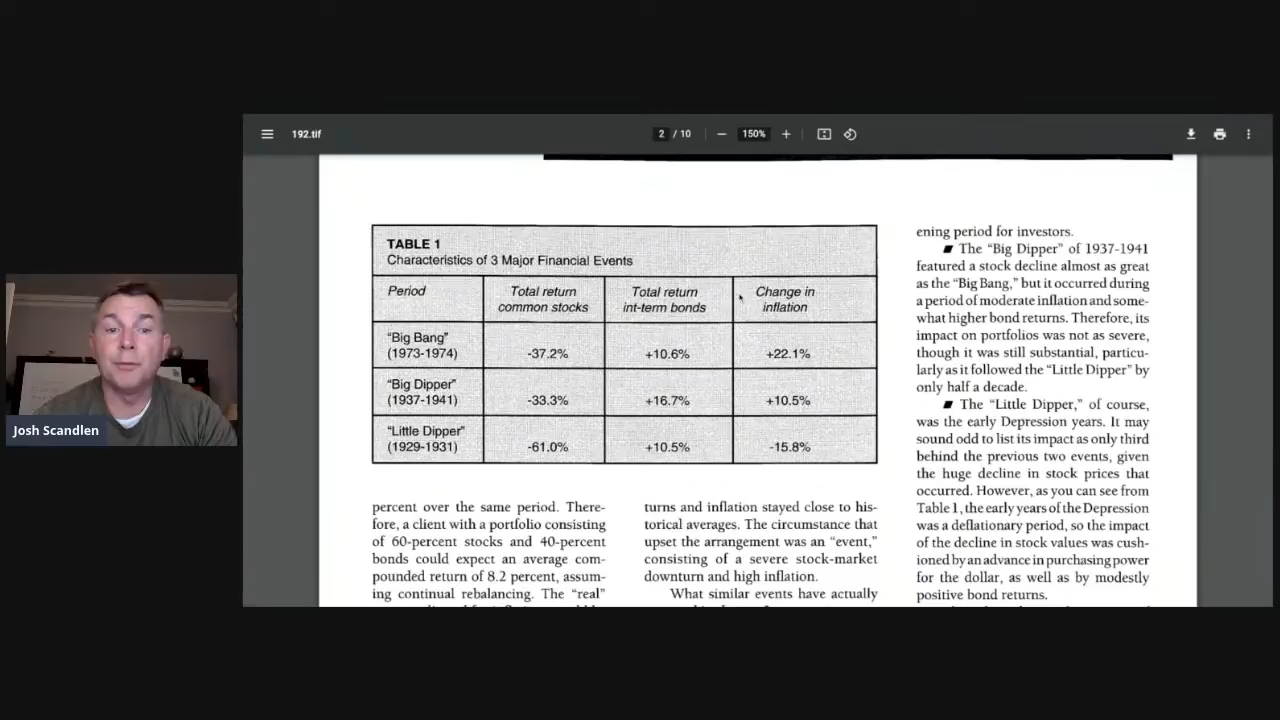 192.tif
2 / 10
150%
TABLE 1
Characteristics of 3 Major Financial Events
Period
Total return
common stocks
Total return
int-term bonds
Change in
inflation
"Big Bang"
(1973-1974)
-37.2%
+10.6%
+22.1%
"Big Dipper"
(1937-1941)
-33.3%
+16.7%
+10.5%
"Little Dipper"
(1929-1931)
-61.0%
+10.5%
-15.8%
percent over the same period. There-
fore, a client with a portfolio consisting
of 60-percent stocks and 40-percent
bonds could expect an average com-
pounded return of 8.2 percent, assum-
ing continual rebalancing. The "real"
turns and inflation stayed close to his-
torical averages. The circumstance that
upset the arrangement was an "event,"
consisting of a severe stock-market
downturn and high inflation.
What similar events have actually
ening period for investors.
The "Big Dipper" of 1937-1941
featured a stock decline almost as great
as the "Big Bang," but it occurred during
a period of moderate inflation and some-
what higher bond returns. Therefore, its
impact on portfolios was not as severe,
though it was still substantial, particu-
larly as it followed the "Little Dipper" by
only half a decade.
The "Little Dipper," of course,
was the early Depression years. It may
sound odd to list its impact as only third
behind the previous two events, given
the huge decline in stock prices that
occurred. However, as you can see from
Table 1, the early years of the Depression
was a deflationary period, so the impact
of the decline in stock values was cush-
ioned by an advance in purchasing power
for the dollar, as well as by modestly
positive bond returns.
Josh Scandlen